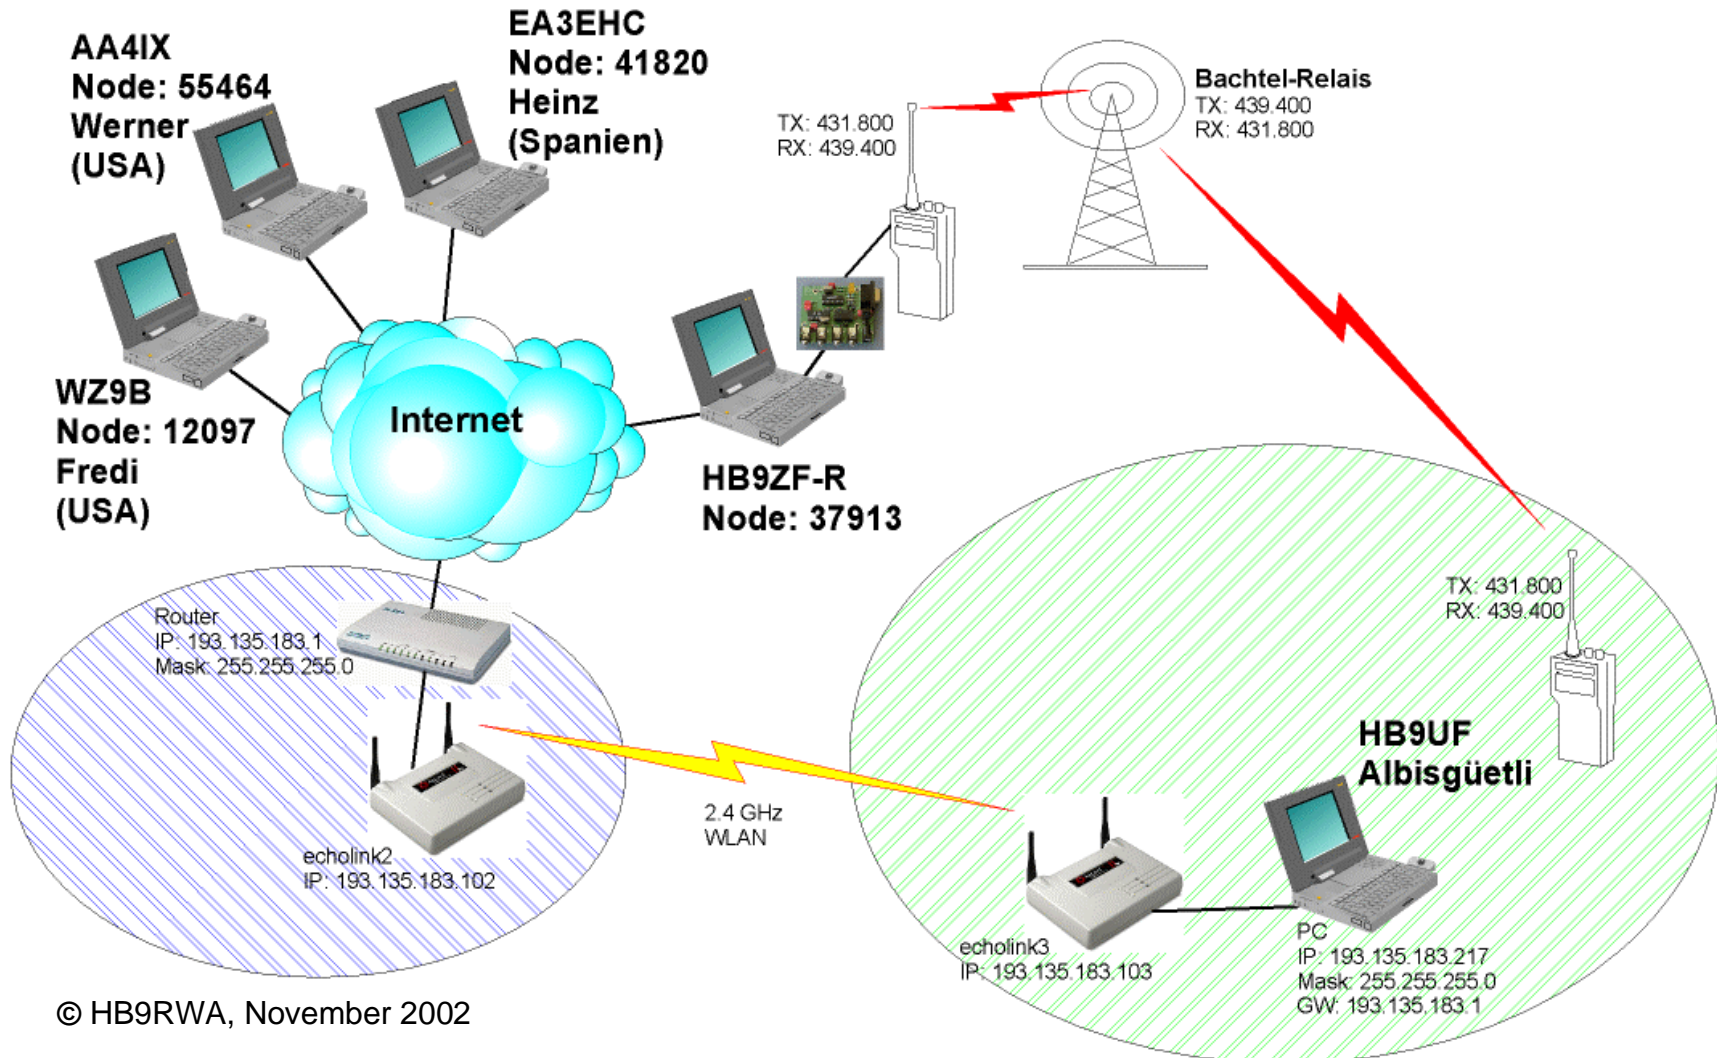 AA4IX
Node: 55464
Werner
(USA)
EA3EHC
Node: 41820
Heinz
(Spanien)
TX: 431.800
RX: 439.400
Bachtel-Relais
TX: 439.400
RX: 431.800
WZ9B
Node: 12097
Fredi
(USA)
Internet
HB9ZF-R
Node: 37913
Router
IP: 193.135.183.1
Mask: 255.255.255.0
echolink2
IP: 193.135.183.102
2.4 GHz
WLAN
TX: 431.800
RX: 439.400
HB9UF
Albisgüetli
echolink3
IP: 193.135.183.103
PC
IP: 193.135.183.217
Mask: 255.255.255.0
GW: 193.135.183.1
© HB9RWA, November 2002